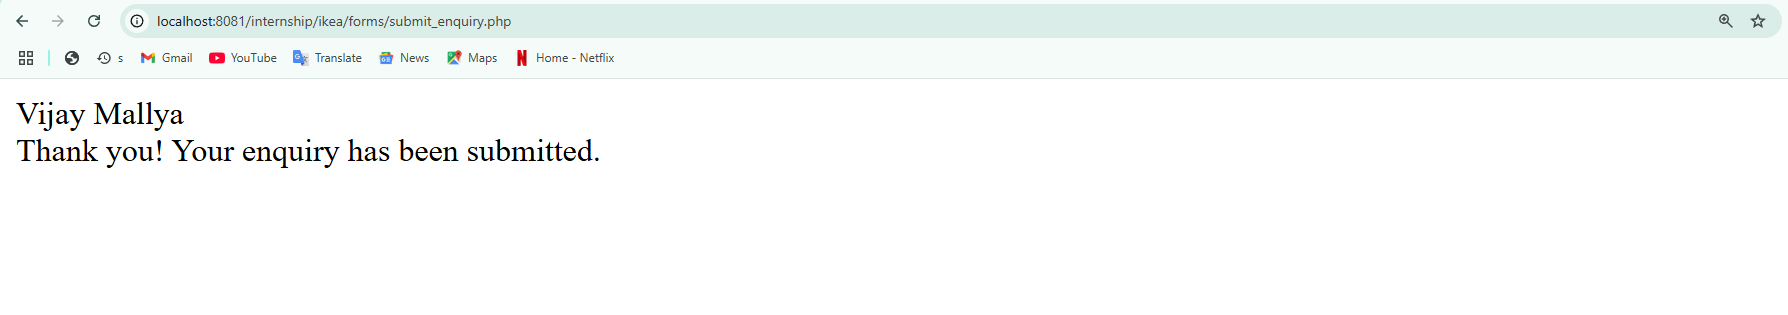 localhost:8081/internship/ikea/forms/submit_enquiry.php
s Gmail YouTube Translate News Maps Home - Netflix
Vijay Mallya
Thank you! Your enquiry has been submitted.